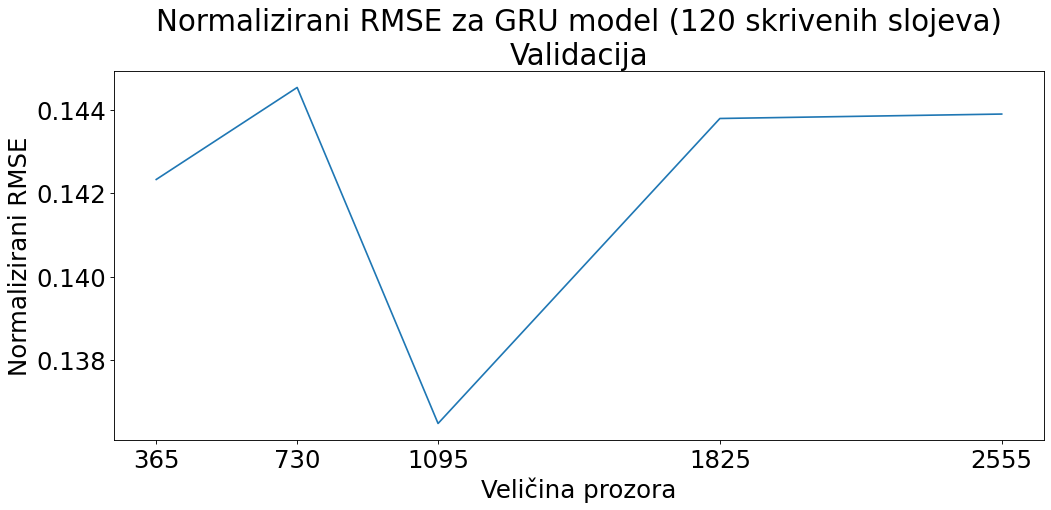 Normalizirani RMSE za GRU model (120 skrivenih slojeva)
Validacija
Normalizirani RMSE
0.144
0.142
0.140
0.138
365 730 1095 1825 2555
Veličina prozora